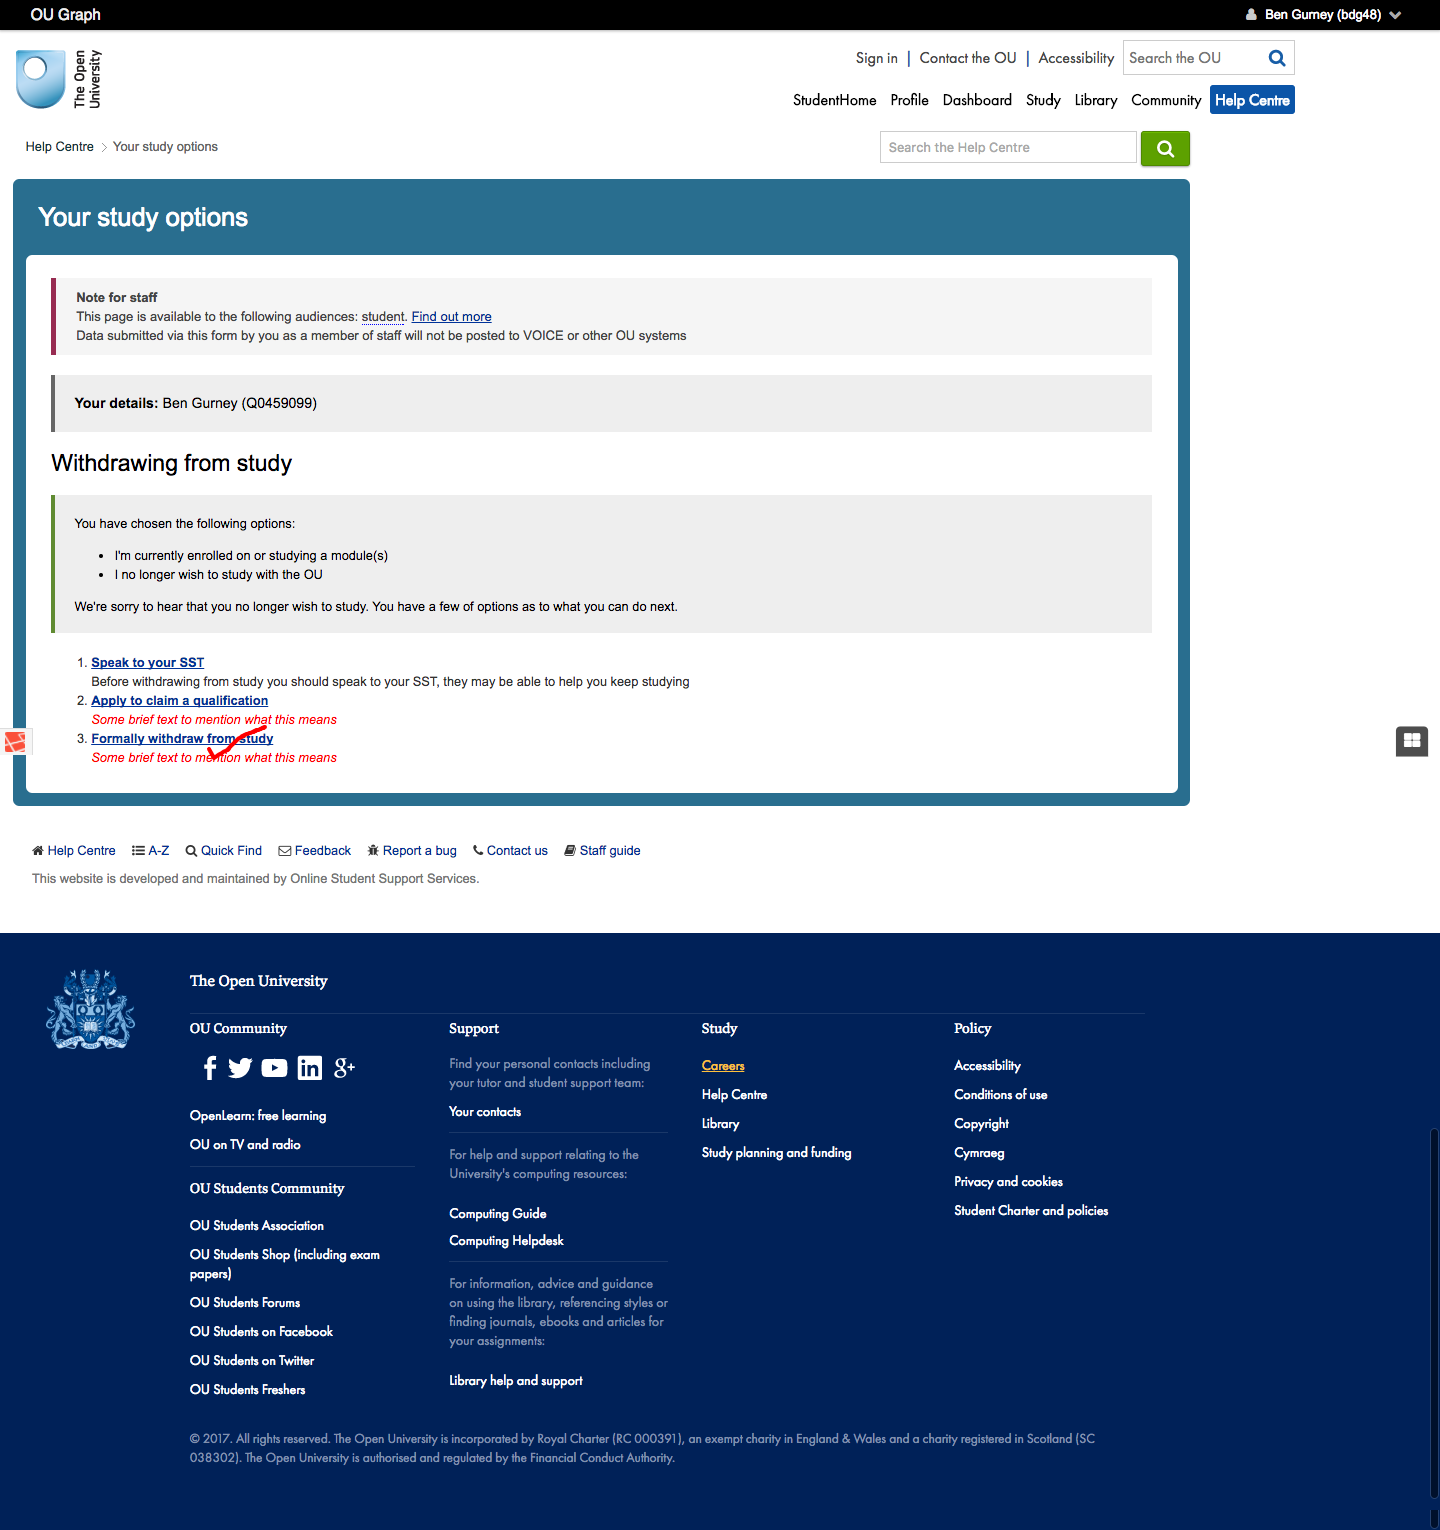 OU Graph
Ben Gurney (bdg48)
The Open
University
Sign in | Contact the OU | Accessibility
Search the OU
StudentHome Profile Dashboard Study Library Community Help Centre
Help Centre > Your study options
Search the Help Centre
Your study options
Note for staff
This page is available to the following audiences: student. Find out more
Data submitted via this form by you as a member of staff will not be posted to VOICE or other OU systems
Your details: Ben Gurney (Q0459099)
Withdrawing from study
You have chosen the following options:
• I'm currently enrolled on or studying a module(s)
• I no longer wish to study with the OU
We're sorry to hear that you no longer wish to study. You have a few of options as to what you can do next.
1. Speak to your SST
Before withdrawing from study you should speak to your SST, they may be able to help you keep studying
2. Apply to claim a qualification
Some brief text to mention what this means
3. Formally withdraw from study
Some brief text to mention what this means
Help Centre A-Z Quick Find Feedback Report a bug Contact us Staff guide
This website is developed and maintained by Online Student Support Services.
The Open University
OU Community
OpenLearn: free learning
OU on TV and radio
OU Students Community
OU Students Association
OU Students Shop (including exam
papers)
OU Students Forums
OU Students on Facebook
OU Students on Twitter
OU Students Freshers
Support
Find your personal contacts including
your tutor and student support team:
Your contacts
For help and support relating to the
University's computing resources:
Computing Guide
Computing Helpdesk
For information, advice and guidance
on using the library, referencing styles or
finding journals, ebooks and articles for
your assignments:
Library help and support
Study
Careers
Help Centre
Library
Study planning and funding
Policy
Accessibility
Conditions of use
Copyright
Cymraeg
Privacy and cookies
Student Charter and policies
© 2017. All rights reserved. The Open University is incorporated by Royal Charter (RC 000391), an exempt charity in England & Wales and a charity registered in Scotland (SC
038302). The Open University is authorised and regulated by the Financial Conduct Authority.